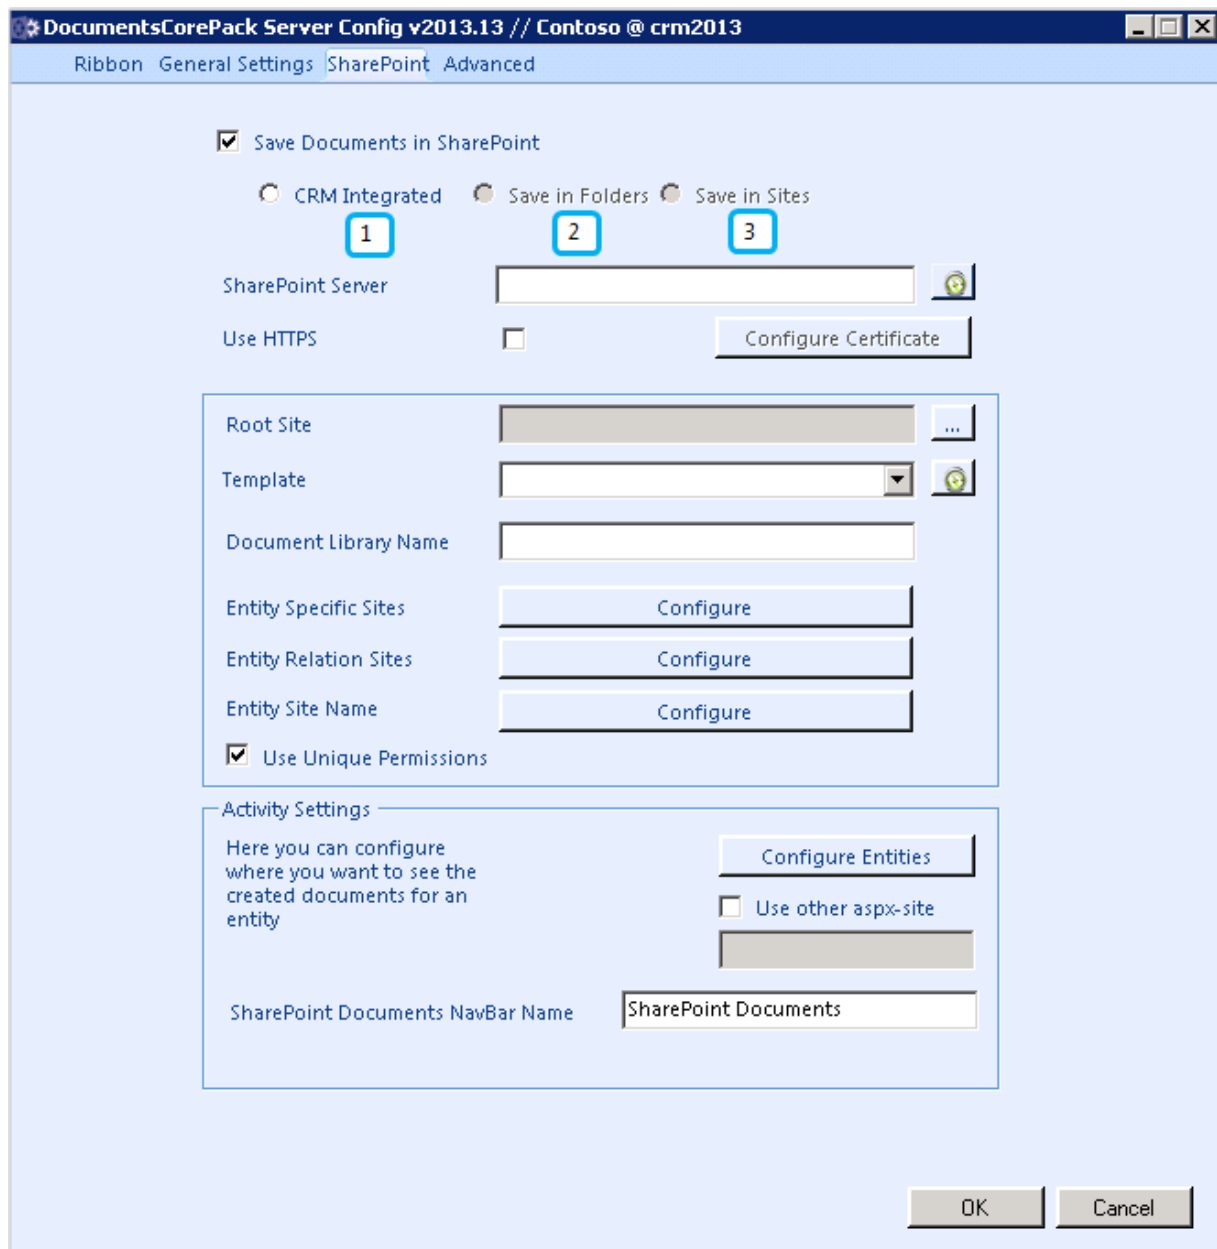 DocumentsCorePack Server Config v2013.13 // Contoso @ crm2013
Ribbon General Settings SharePoint Advanced
Save Documents in SharePoint
CRM Integrated Save in Folders Save in Sites
1 2 3
SharePoint Server
Use HTTPS Configure Certificate
Root Site ...
Template
Document Library Name
Entity Specific Sites Configure
Entity Relation Sites Configure
Entity Site Name Configure
Use Unique Permissions
Activity Settings
Here you can configure
where you want to see the
created documents for an
entity
Configure Entities
Use other aspx-site
SharePoint Documents NavBar Name SharePoint Documents
OK Cancel